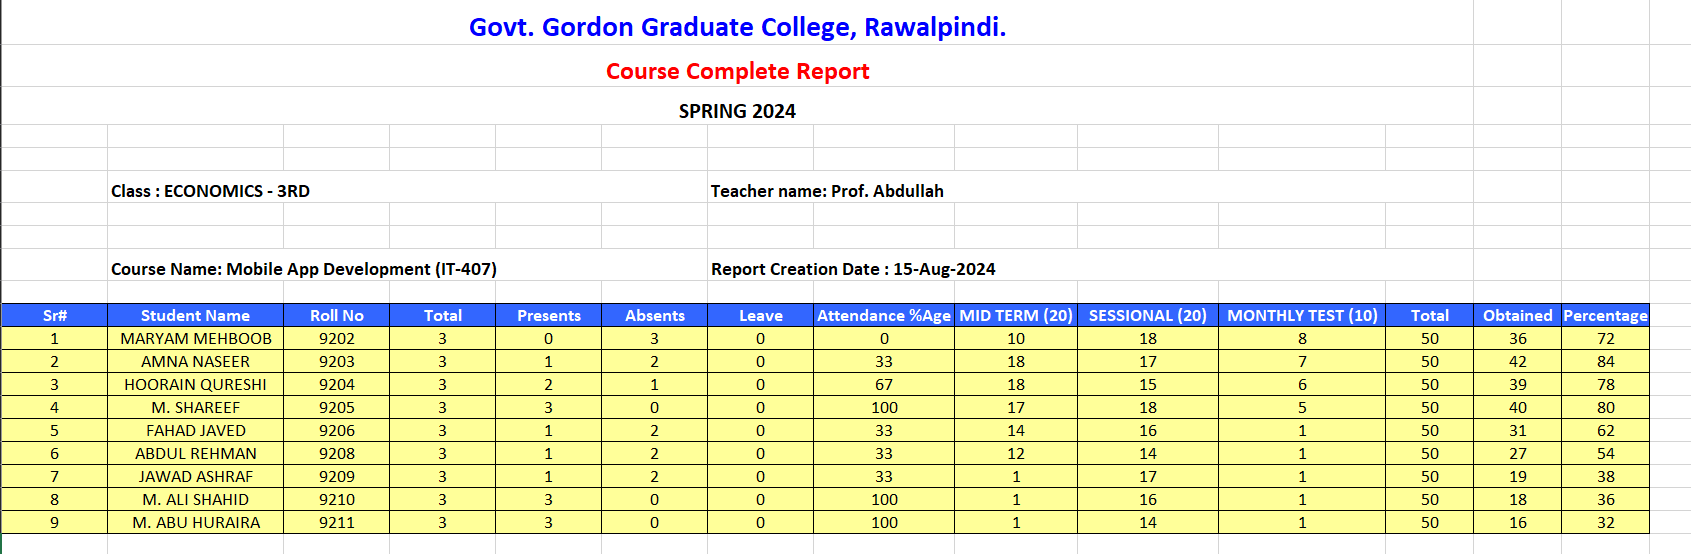 Govt. Gordon Graduate College, Rawalpindi.
Course Complete Report
SPRING 2024
Class : ECONOMICS - 3RD Teacher name: Prof. Abdullah
Course Name: Mobile App Development (IT-407) Report Creation Date : 15-Aug-2024
Sr# Student Name Roll No Total Presents Absents Leave Attendance %Age MID TERM (20) SESSIONAL (20) MONTHLY TEST (10) Total Obtained Percentage
1 MARYAM MEHBOOB 9202 3 0 3 0 0 10 18 8 50 36 72
2 AMNA NASEER 9203 3 1 2 0 33 18 17 7 50 42 84
3 HOORAIN QURESHI 9204 3 2 1 0 67 18 15 6 50 39 78
4 M. SHAREEF 9205 3 3 0 0 100 17 18 5 50 40 80
5 FAHAD JAVED 9206 3 1 2 0 33 14 16 1 50 31 62
6 ABDUL REHMAN 9208 3 1 2 0 33 12 14 1 50 27 54
7 JAWAD ASHRAF 9209 3 1 2 0 33 1 17 1 50 19 38
8 M. ALI SHAHID 9210 3 3 0 0 100 1 16 1 50 18 36
9 M. ABU HURAIRA 9211 3 3 0 0 100 1 14 1 50 16 32